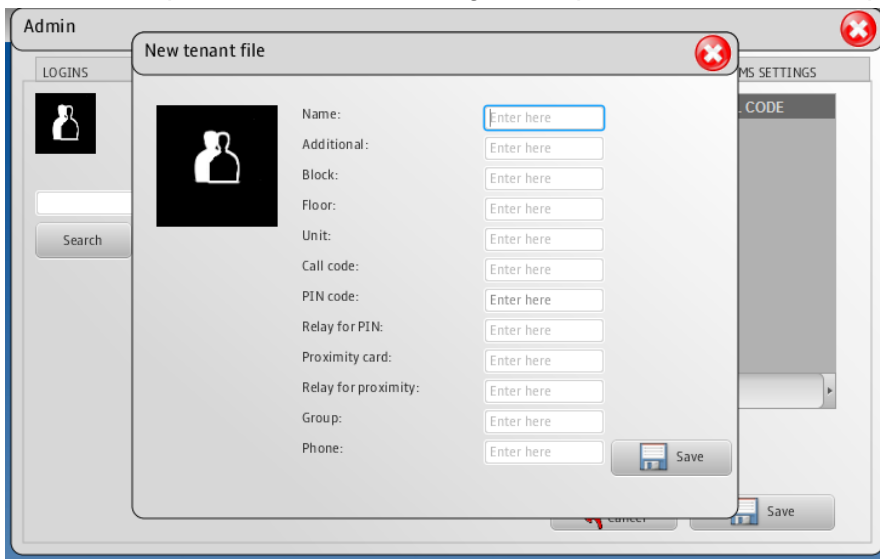 Admin
New tenant file
LOGINS
MS SETTINGS
CODE
Name: Enter here
Additional: Enter here
Block: Enter here
Floor: Enter here
Search
Unit: Enter here
Call code: Enter here
PIN code: Enter here
Relay for PIN: Enter here
Proximity card: Enter here
Relay for proximity: Enter here
Group: Enter here
Phone: Enter here
Save
Cancel
Save